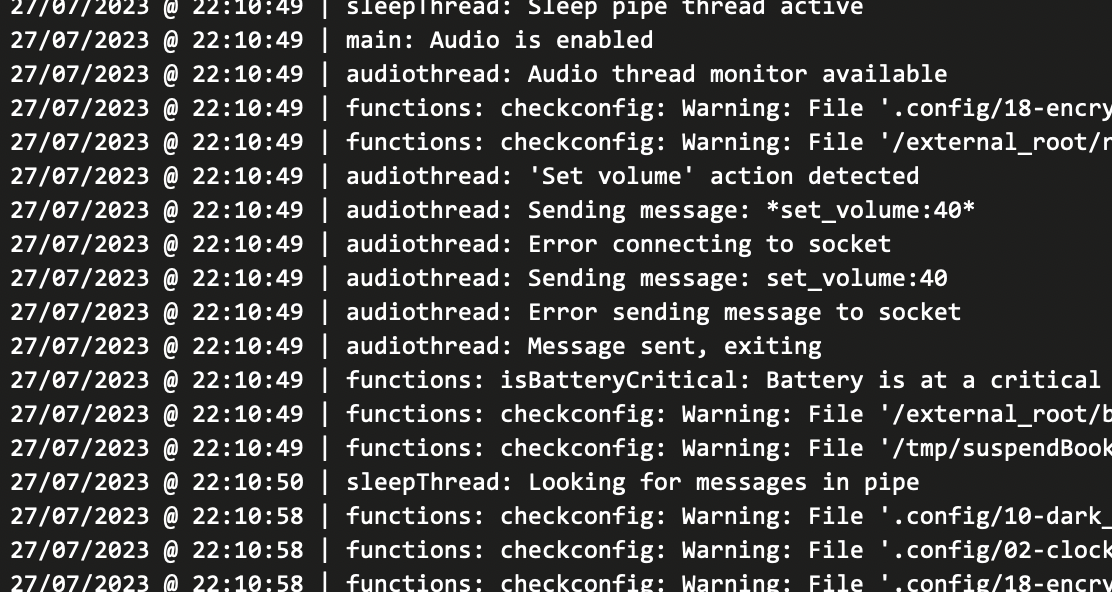 27/07/2023 @ 22:10:49 | sleepThread: Sleep pipe thread active
27/07/2023 @ 22:10:49 | main: Audio is enabled
27/07/2023 @ 22:10:49 | audiothread: Audio thread monitor available
27/07/2023 @ 22:10:49 | functions: checkconfig: Warning: File '.config/18-encry
27/07/2023 @ 22:10:49 | functions: checkconfig: Warning: File '/external_root/r
27/07/2023 @ 22:10:49 | audiothread: 'Set volume' action detected
27/07/2023 @ 22:10:49 | audiothread: Sending message: *set_volume:40*
27/07/2023 @ 22:10:49 | audiothread: Error connecting to socket
27/07/2023 @ 22:10:49 | audiothread: Sending message: set_volume:40
27/07/2023 @ 22:10:49 | audiothread: Error sending message to socket
27/07/2023 @ 22:10:49 | audiothread: Message sent, exiting
27/07/2023 @ 22:10:49 | functions: isBatteryCritical: Battery is at a critical
27/07/2023 @ 22:10:49 | functions: checkconfig: Warning: File '/external_root/b
27/07/2023 @ 22:10:49 | functions: checkconfig: Warning: File '/tmp/suspendBook
27/07/2023 @ 22:10:50 | sleepThread: Looking for messages in pipe
27/07/2023 @ 22:10:58 | functions: checkconfig: Warning: File '.config/10-dark_
27/07/2023 @ 22:10:58 | functions: checkconfig: Warning: File '.config/02-clock
27/07/2023 @ 22:10:58 | functions: checkconfig: Warning: File '.config/18-encry